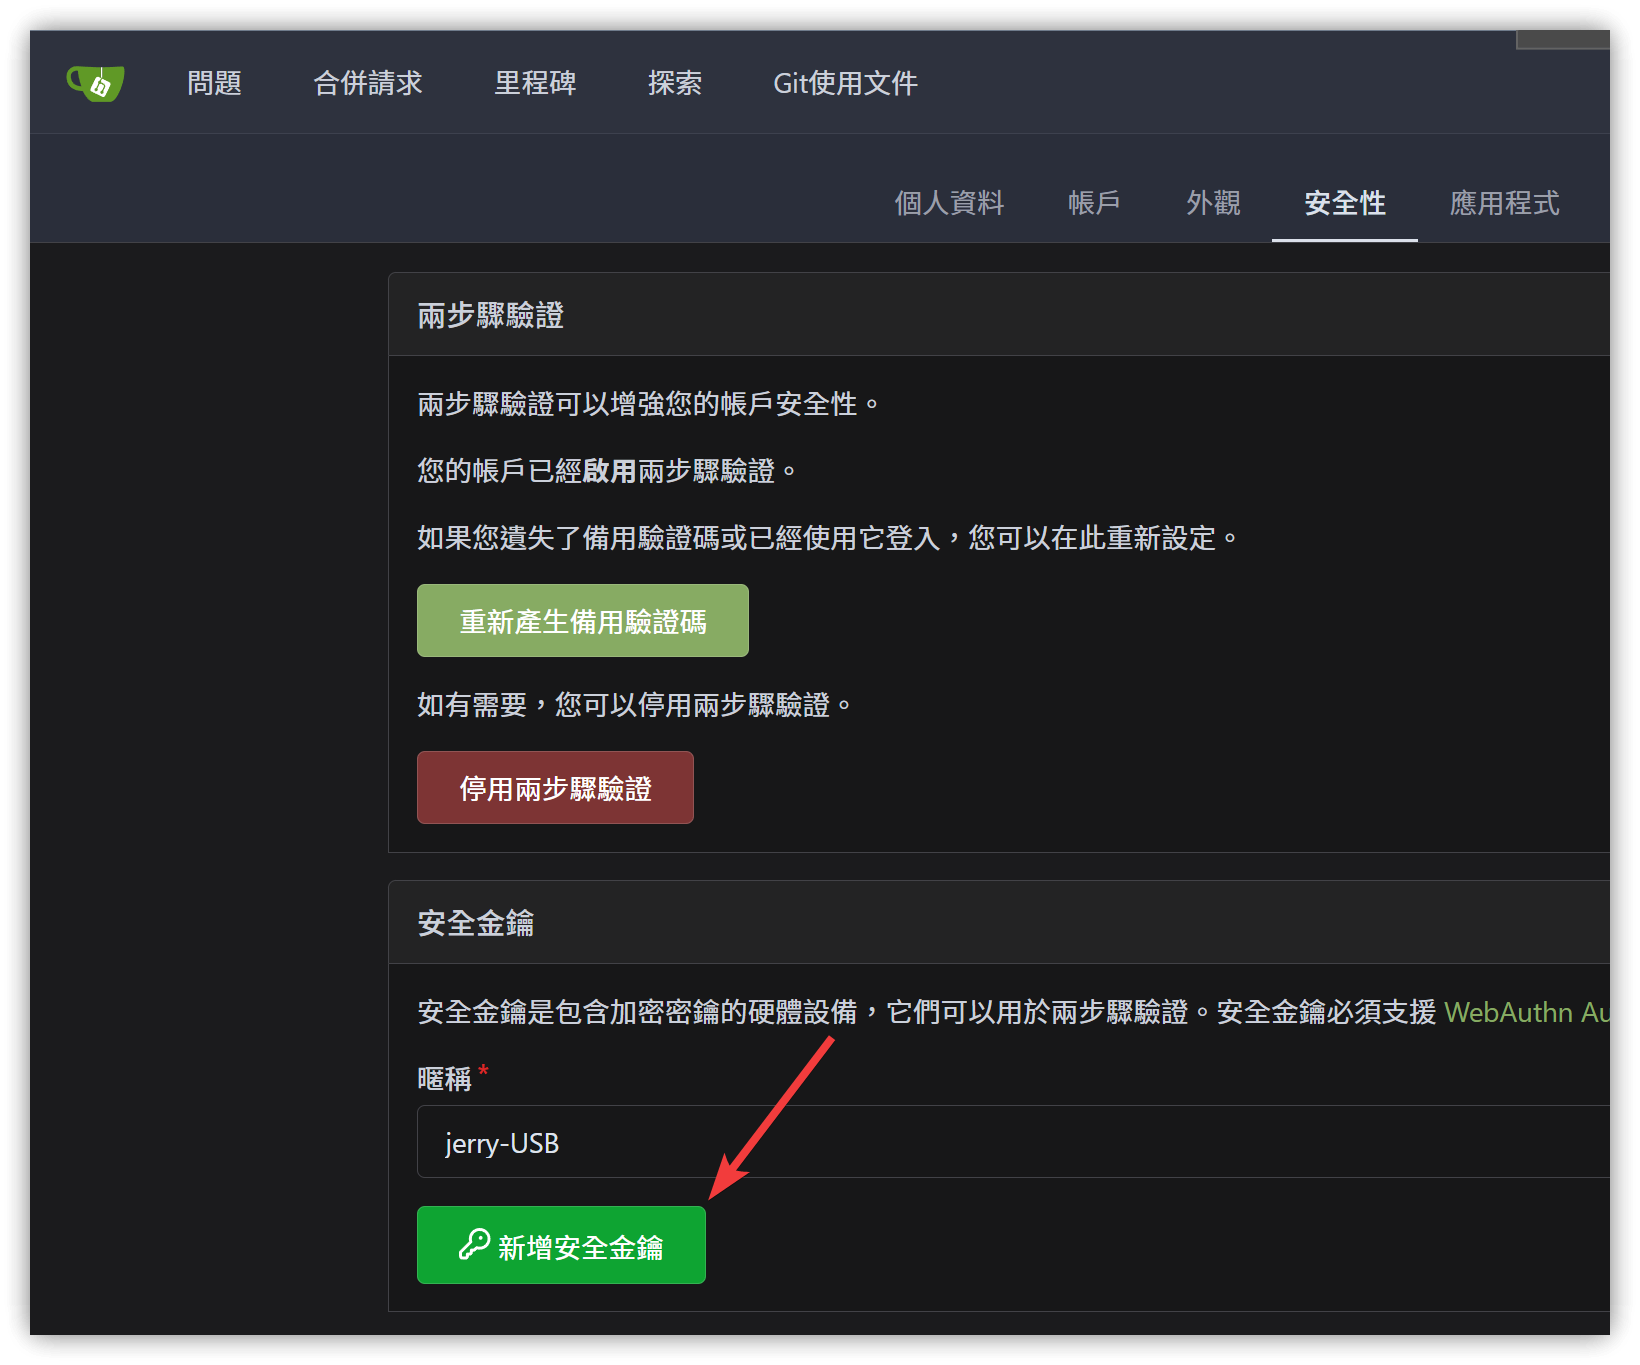 問題 合併請求 里程碑 探索 Git使用文件
個人資料 帳戶 外觀 安全性 應用程式
兩步驟驗證
兩步驟驗證可以增強您的帳戶安全性。
您的帳戶已經啟用兩步驟驗證。
如果您遺失了備用驗證碼或已經使用它登入，您可以在此重新設定。
重新產生備用驗證碼
如有需要，您可以停用兩步驟驗證。
停用兩步驟驗證
安全金鑰
安全金鑰是包含加密密鑰的硬體設備，它們可以用於兩步驟驗證。安全金鑰必須支援 WebAuthn Au
暱稱 *
jerry-USB
新增安全金鑰